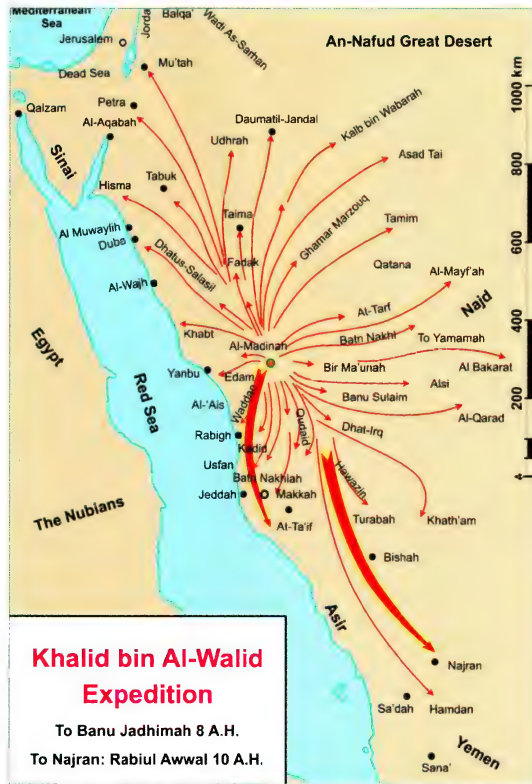 Mediterranean
Sea
Jerusalem
Jorda
Balqa'
Wadi As-Sarhan
An-Nafud Great Desert
Dead Sea
Mu'tah
Qalzam
Petra
Al-Aqabah
Daumatil-Jandal
Udhrah
Kalb bin Wabarah
Asad Tai
1000 km
Sinai
Hisma
Tabuk
Taima
Ghamar Marzouq
Tamim
600
Al Muwaylih
Duba
Dhatus-Salasil
Fadak
Qatana
Al-Mayf'ah
Al-Wajh
Najd
Al-Tarf
400
Khabt
Al-Madinah
Batn Nakhl
To Yamamah
Egypt
Red Sea
Yanbu
Edam
Bir Ma'unah
Al Bakarat
Waddan
Banu Sulaim
Alsi
200
Al-'Ais
Qudaid
Dhat-Irq
Al-Qarad
Rabigh
Kadid
Usfan
Batn Nakhlah
Hawazin
Jeddah
Makkah
The Nubians
At-Ta'if
Turabah
Khath'am
Bishah
Asir
Najran
Sa'dah
Hamdan
Yemen
Sana'
Khalid bin Al-Walid
Expedition
To Banu Jadhimah 8 A.H.
To Najran: Rabiul Awwal 10 A.H.